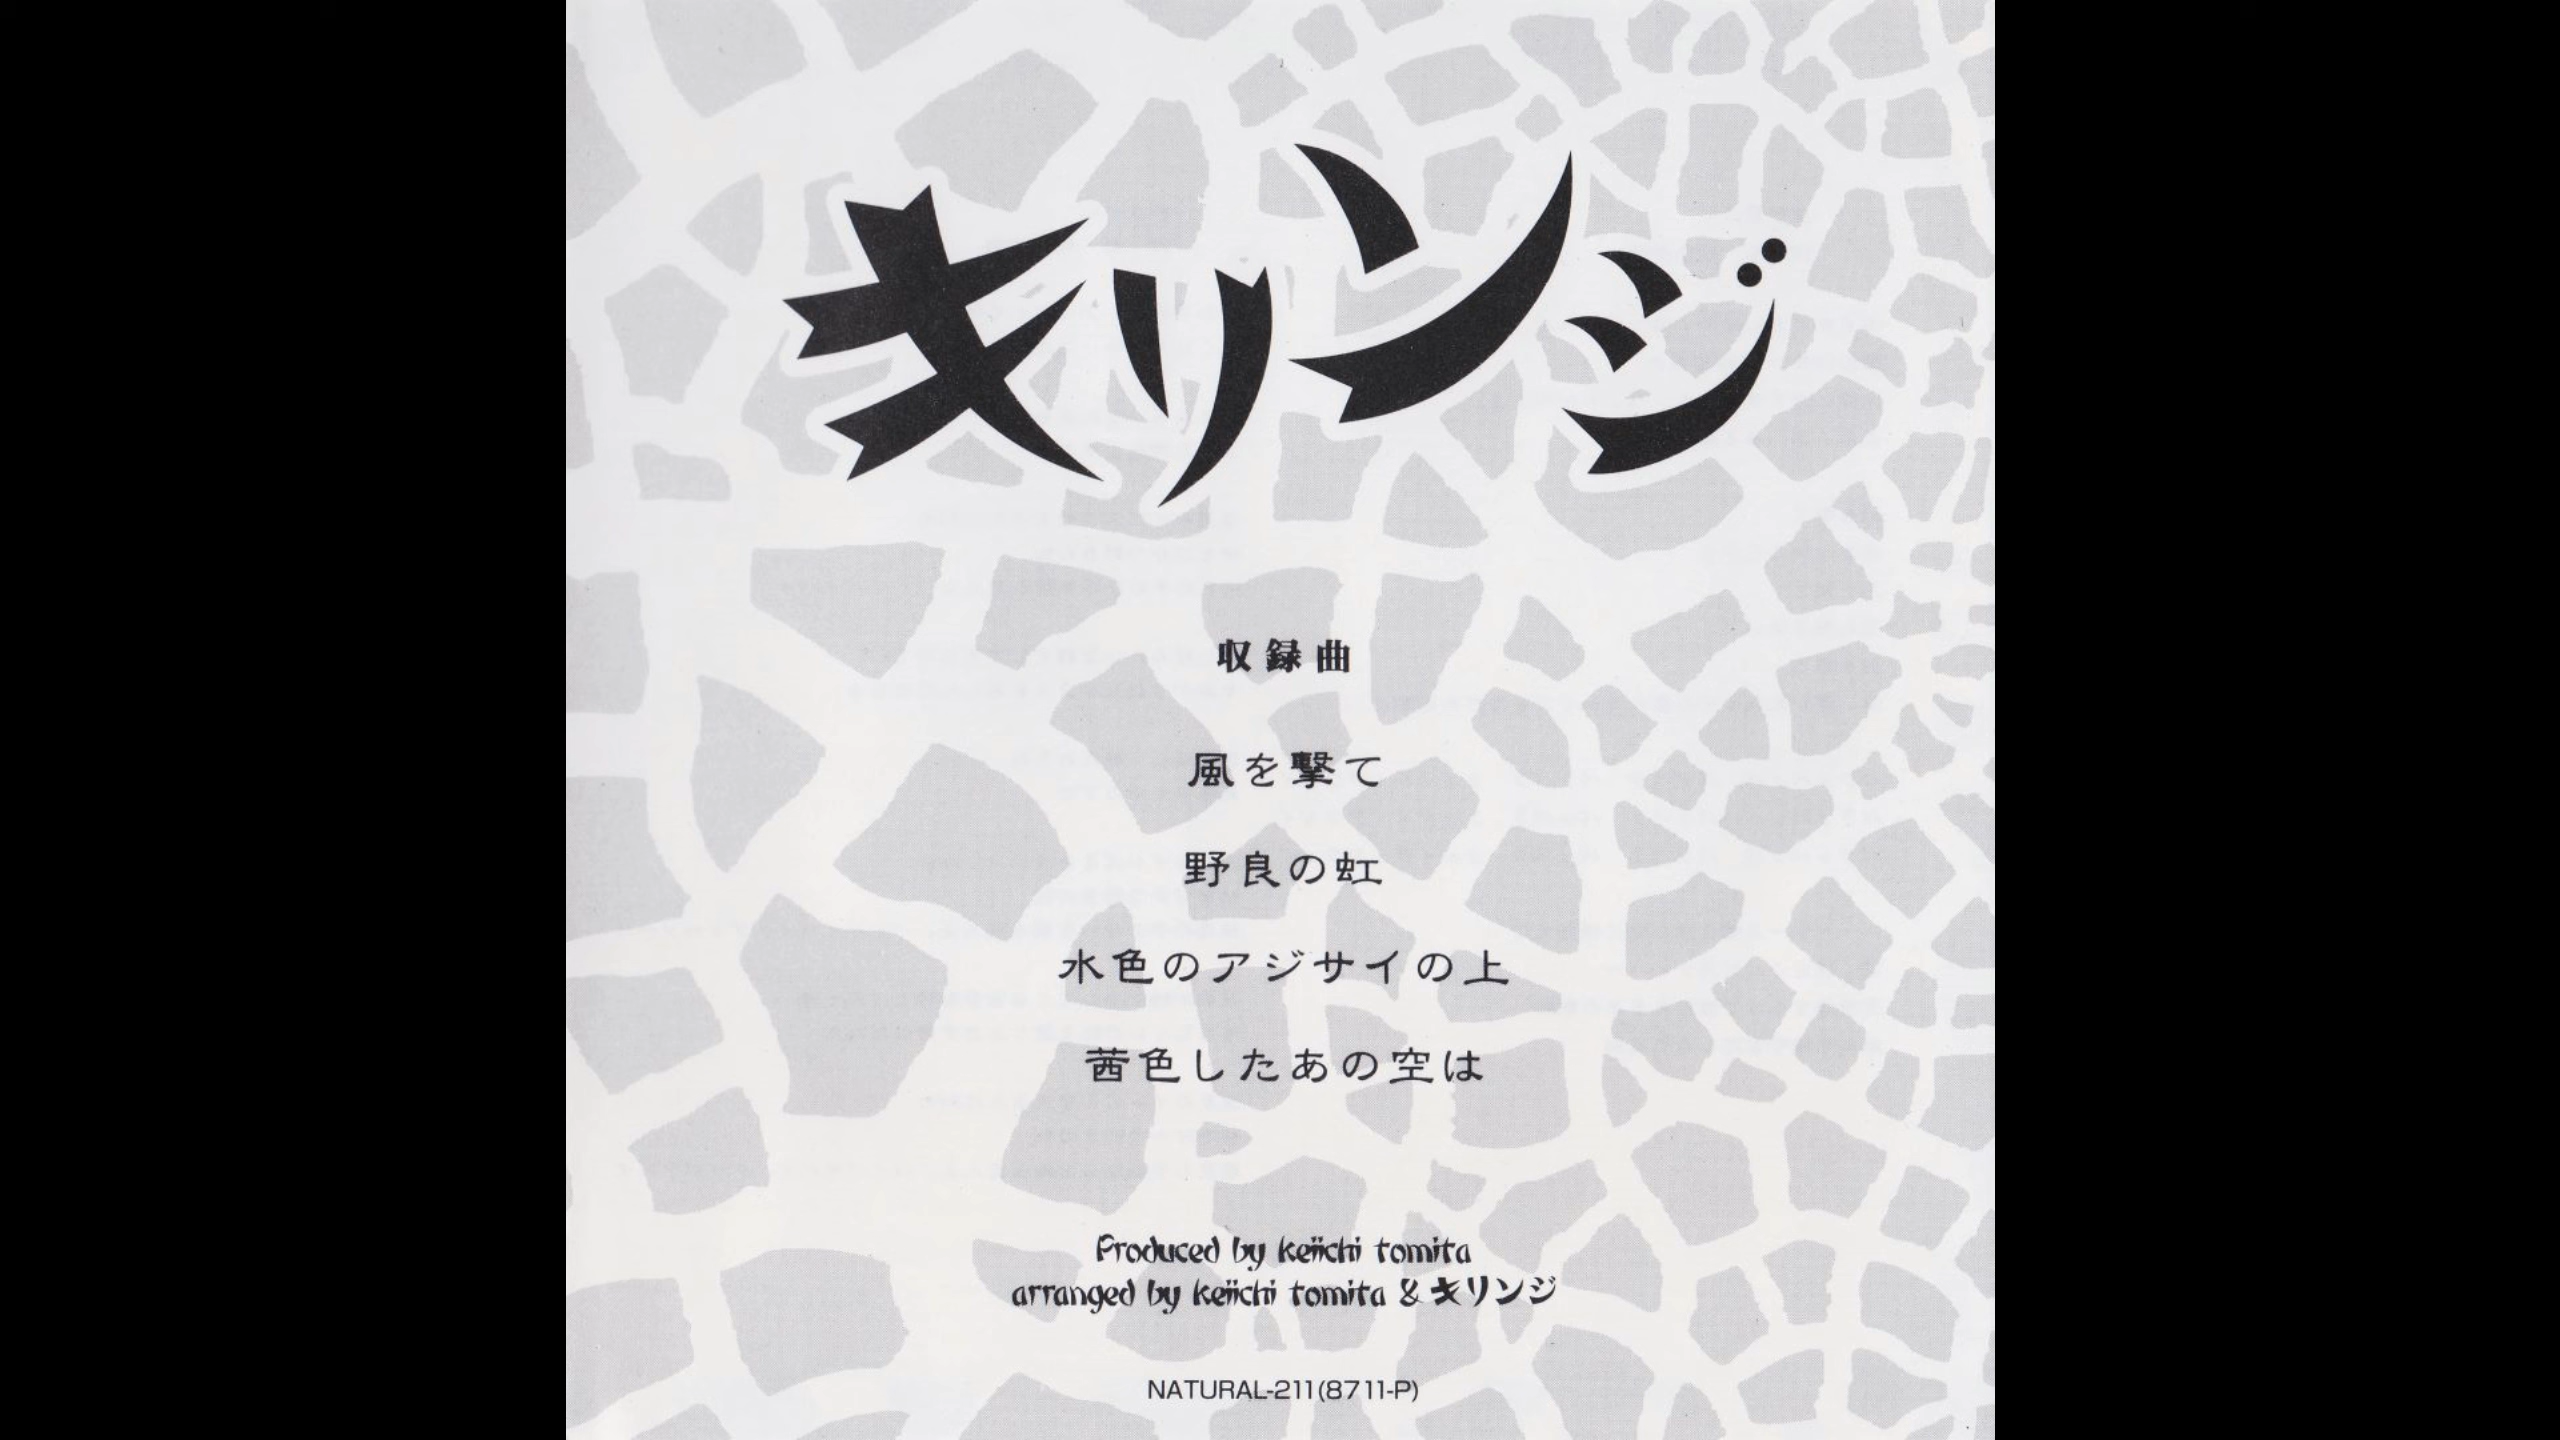 キリンジ
収録曲
風を撃て
野良の虹
水色のアジサイの上
茜色したあの空は
Produced by keiichi tomita
arranged by keiichi tomita & キリンジ
NATURAL-211(8711-P)